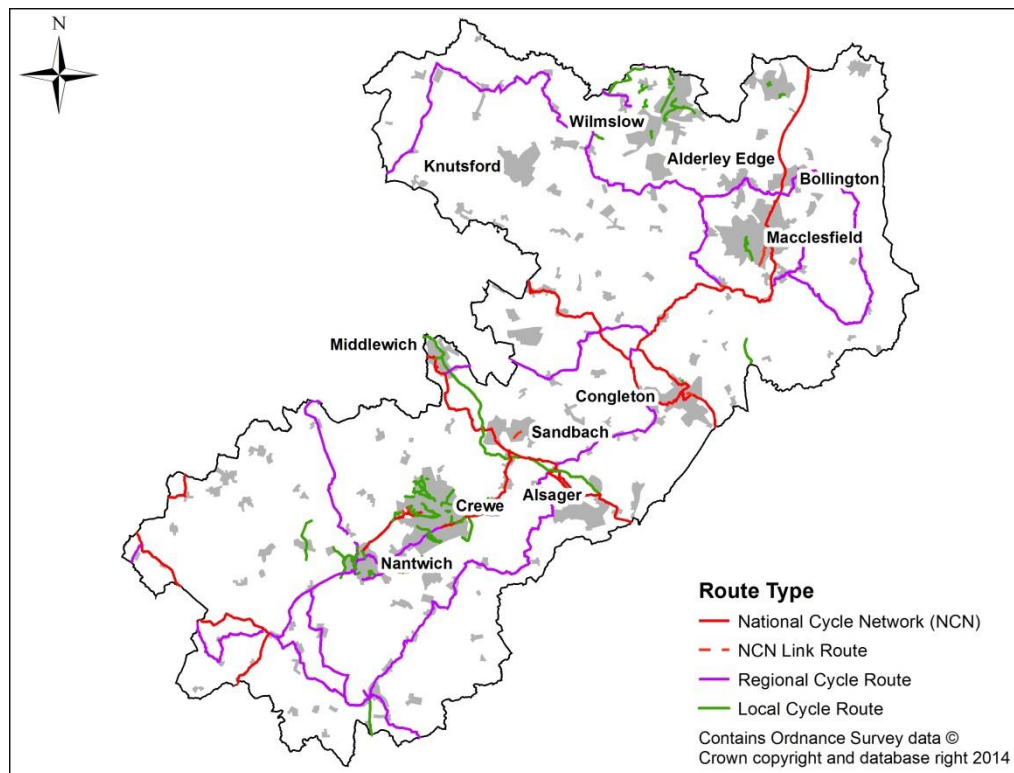 N
Wilmslow
Knutsford
Alderley Edge
Bollington
Macclesfield
Middlewich
Congleton
Sandbach
Crewe
Alsager
Nantwich
Route Type
National Cycle Network (NCN)
NCN Link Route
Regional Cycle Route
Local Cycle Route
Contains Ordnance Survey data ©
Crown copyright and database right 2014